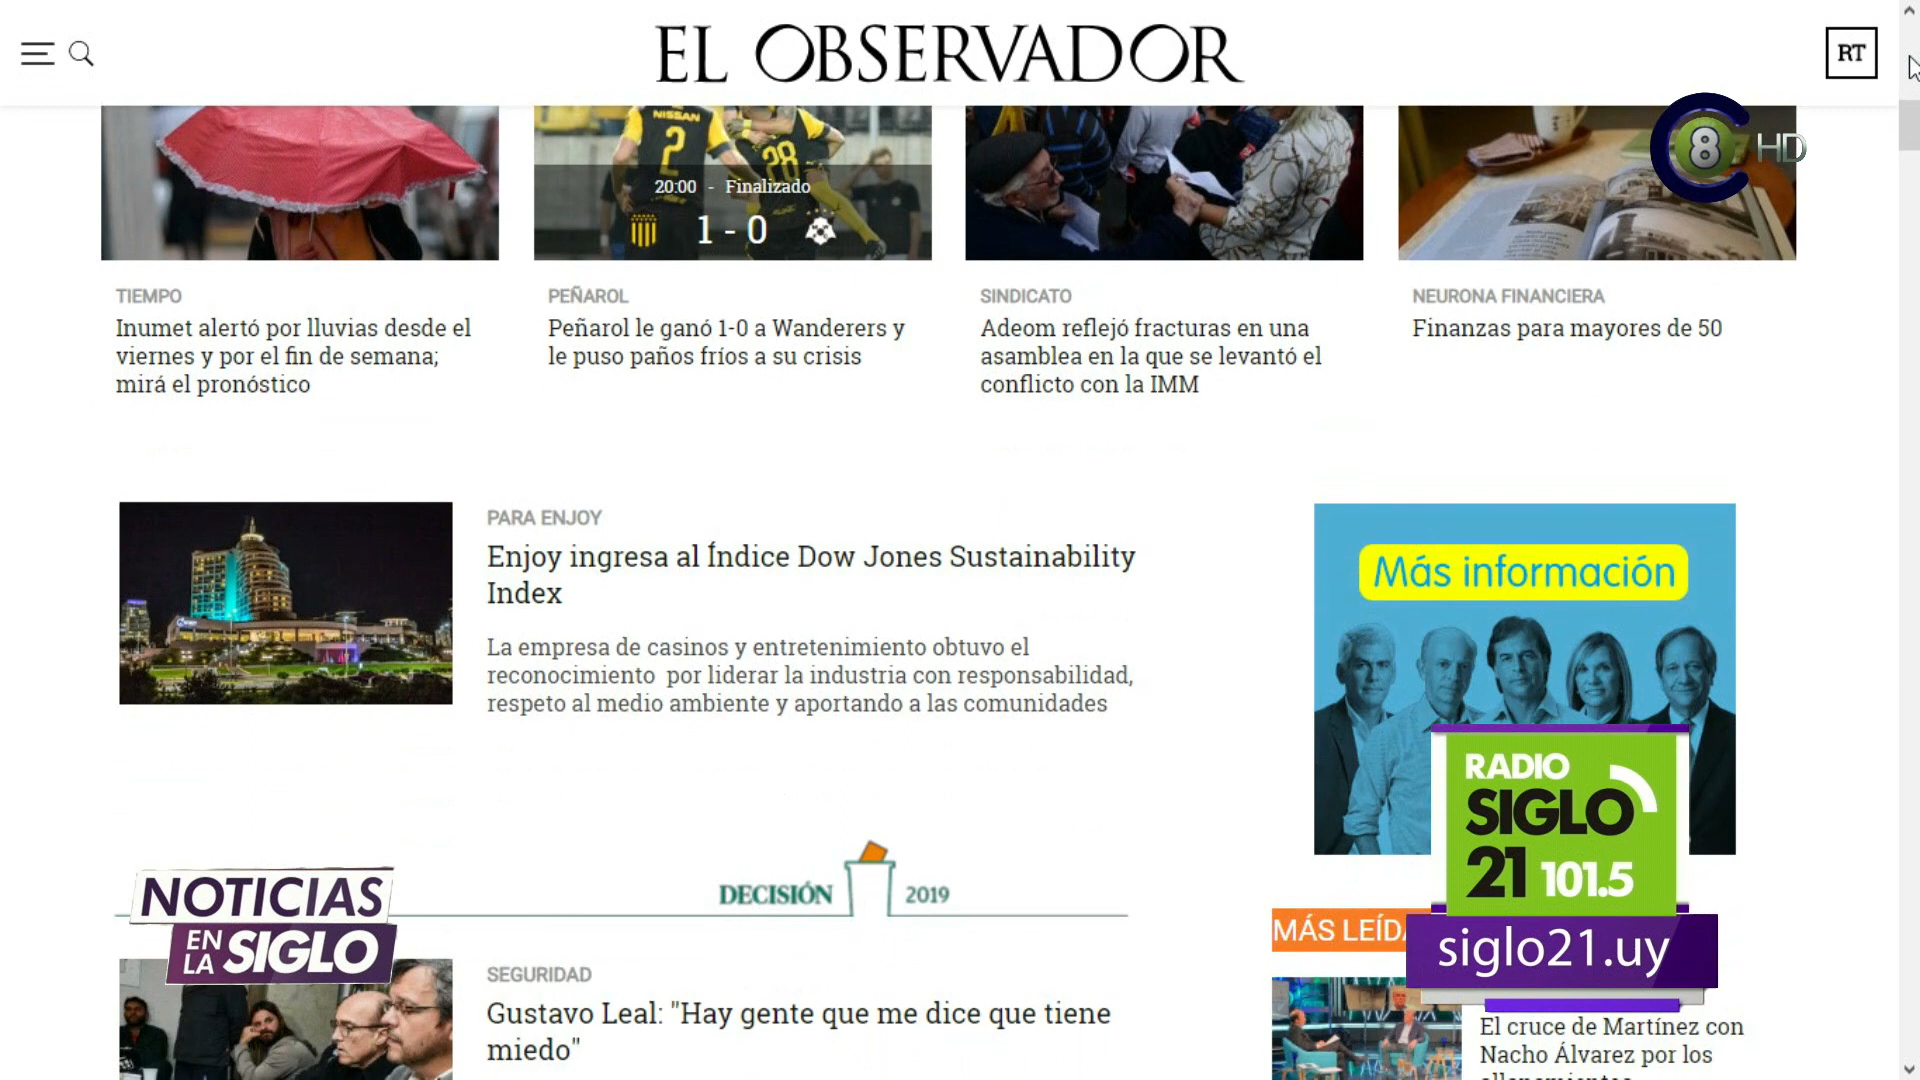 EL OBSERVADOR
RT
8 HD
NISSAN
2
28
20:00 - Finalizado
1 - 0
TIEMPO
Inumet alertó por lluvias desde el
viernes y por el fin de semana;
mirá el pronóstico
PEÑAROL
Peñarol le ganó 1-0 a Wanderers y
le puso paños fríos a su crisis
SINDICATO
Adeom reflejó fracturas en una
asamblea en la que se levantó el
conflicto con la IMM
NEURONA FINANCIERA
Finanzas para mayores de 50
PARA ENJOY
Enjoy ingresa al Índice Dow Jones Sustainability
Index
La empresa de casinos y entretenimiento obtuvo el
reconocimiento por liderar la industria con responsabilidad,
respeto al medio ambiente y aportando a las comunidades
Más información
RADIO
SIGLO
21 101.5
siglo21.uy
NOTICIAS
EN LA SIGLO
DECISIÓN 2019
MÁS LEÍDA
SEGURIDAD
Gustavo Leal: "Hay gente que me dice que tiene
miedo"
El cruce de Martínez con
Nacho Álvarez por los